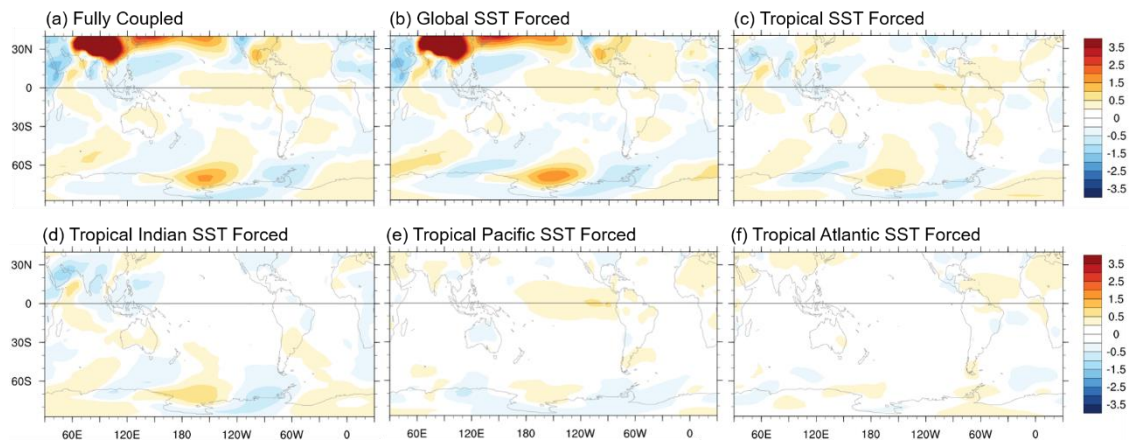 (a) Fully Coupled
(b) Global SST Forced
(c) Tropical SST Forced
30N
0
30S
60S
3.5
2.5
1.5
0.5
0
-0.5
-1.5
-2.5
-3.5
(d) Tropical Indian SST Forced
(e) Tropical Pacific SST Forced
(f) Tropical Atlantic SST Forced
30N
0
30S
60S
3.5
2.5
1.5
0.5
0
-0.5
-1.5
-2.5
-3.5
60E 120E 180 120W 60W 0 60E 120E 180 120W 60W 0 60E 120E 180 120W 60W 0